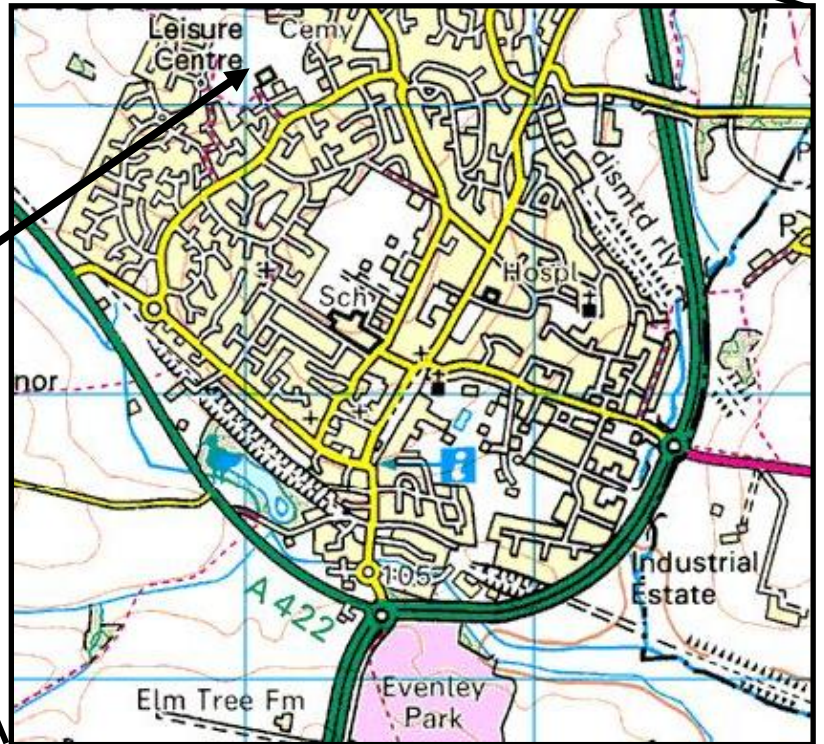 Leisure
Centre
Cemy
dismtd rly
P
P
Hospl
Sch
nor
i
105
Industrial
Estate
A 422
Elm Tree Fm
Evenley
Park